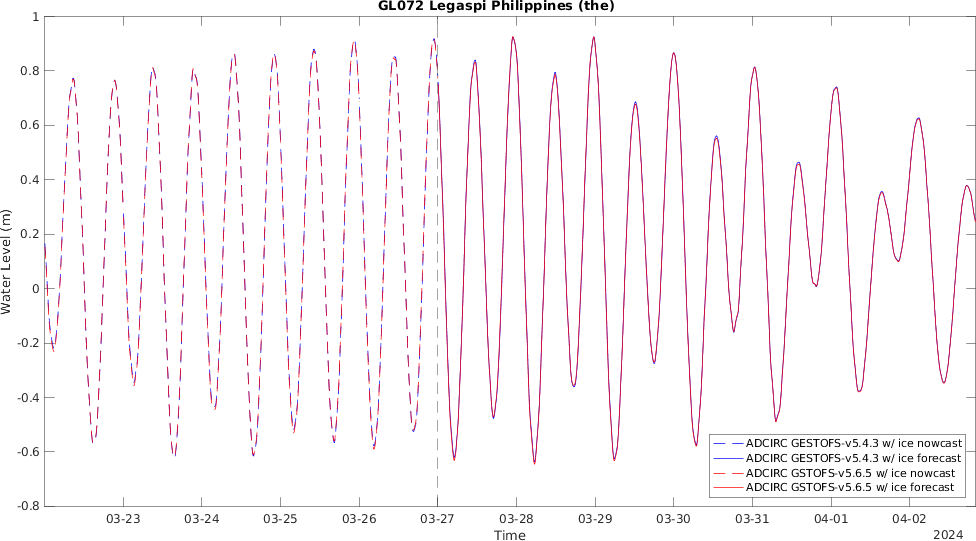 GL072 Legaspi Philippines (the)
Water Level (m)
1
0.8
0.6
0.4
0.2
0
-0.2
-0.4
-0.6
-0.8
ADCIRC GESTOFS-v5.4.3 w/ ice nowcast
ADCIRC GESTOFS-v5.4.3 w/ ice forecast
ADCIRC GSTOFS-v5.6.5 w/ ice nowcast
ADCIRC GSTOFS-v5.6.5 w/ ice forecast
03-23 03-24 03-25 03-26 03-27 03-28 03-29 03-30 03-31 04-01 04-02
Time
2024